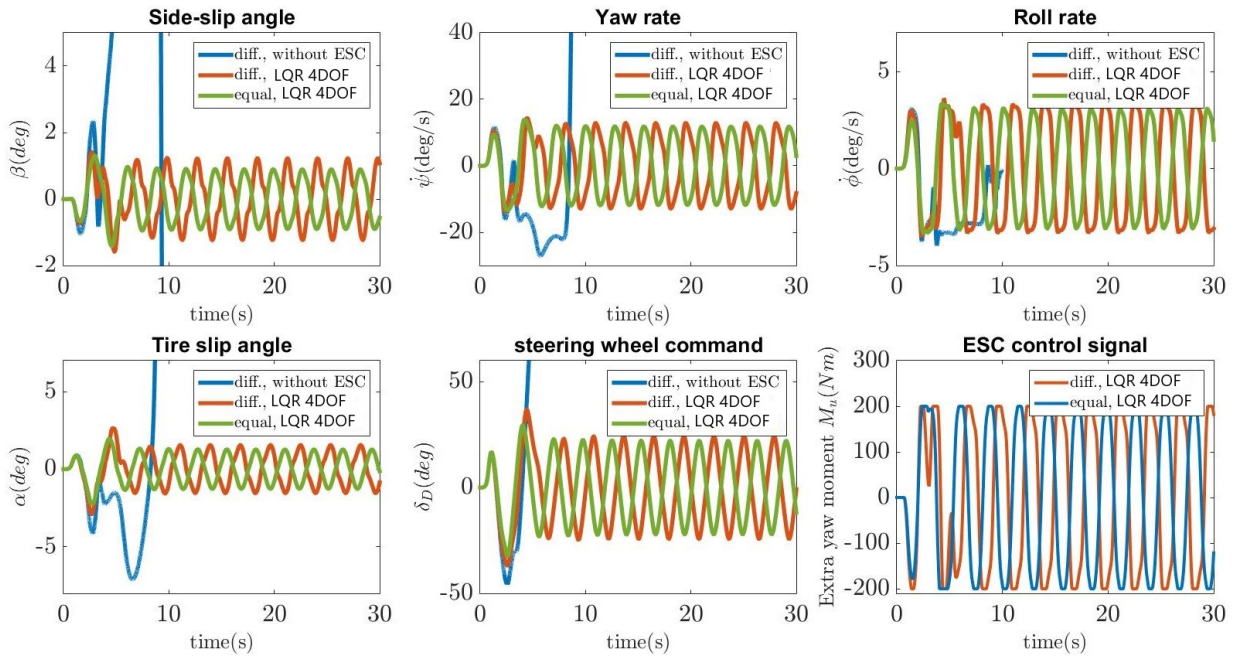 Side-slip angle
4
2
0
-2
0
10
20
30
β(deg)
time(s)
diff., without ESC
diff., LQR 4DOF
equal, LQR 4DOF
Yaw rate
40
20
0
-20
0
10
20
30
ψ̇(deg/s)
time(s)
diff., without ESC
diff., LQR 4DOF
equal, LQR 4DOF
Roll rate
5
0
-5
0
10
20
30
ϕ̇(deg/s)
time(s)
diff., without ESC
diff., LQR 4DOF
equal, LQR 4DOF
Tire slip angle
5
0
-5
0
10
20
30
α(deg)
time(s)
diff., without ESC
diff., LQR 4DOF
equal, LQR 4DOF
steering wheel command
50
0
-50
0
10
20
30
δ_D(deg)
time(s)
diff., without ESC
diff., LQR 4DOF
equal, LQR 4DOF
ESC control signal
300
200
100
0
-100
-200
0
10
20
30
Extra yaw moment M_u(Nm)
time(s)
diff., LQR 4DOF
equal, LQR 4DOF